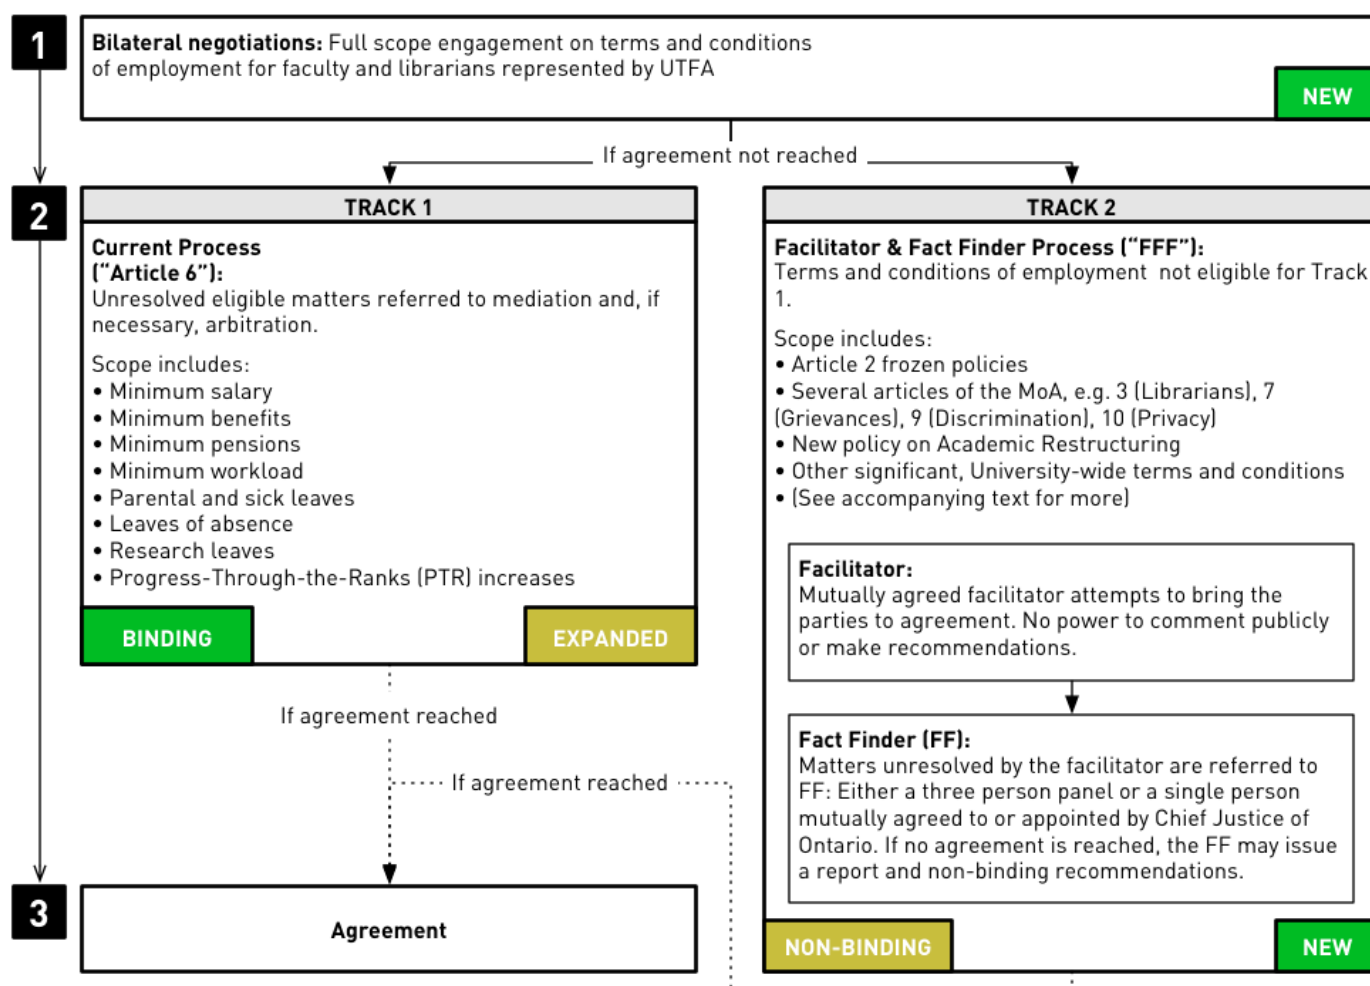 1
Bilateral negotiations: Full scope engagement on terms and conditions
of employment for faculty and librarians represented by UTFA
NEW
If agreement not reached
2
TRACK 1
Current Process
(“Article 6”):
Unresolved eligible matters referred to mediation and, if
necessary, arbitration.
Scope includes:
• Minimum salary
• Minimum benefits
• Minimum pensions
• Minimum workload
• Parental and sick leaves
• Leaves of absence
• Research leaves
• Progress-Through-the-Ranks (PTR) increases
BINDING
EXPANDED
TRACK 2
Facilitator & Fact Finder Process (“FFF”):
Terms and conditions of employment  not eligible for Track
1.
Scope includes:
• Article 2 frozen policies
• Several articles of the MoA, e.g. 3 (Librarians), 7
(Grievances), 9 (Discrimination), 10 (Privacy)
• New policy on Academic Restructuring
• Other significant, University-wide terms and conditions
• (See accompanying text for more)
Facilitator:
Mutually agreed facilitator attempts to bring the
parties to agreement. No power to comment publicly
or make recommendations.
Fact Finder (FF):
Matters unresolved by the facilitator are referred to
FF: Either a three person panel or a single person
mutually agreed to or appointed by Chief Justice of
Ontario. If no agreement is reached, the FF may issue
a report and non-binding recommendations.
NON-BINDING
NEW
If agreement reached
If agreement reached
3
Agreement